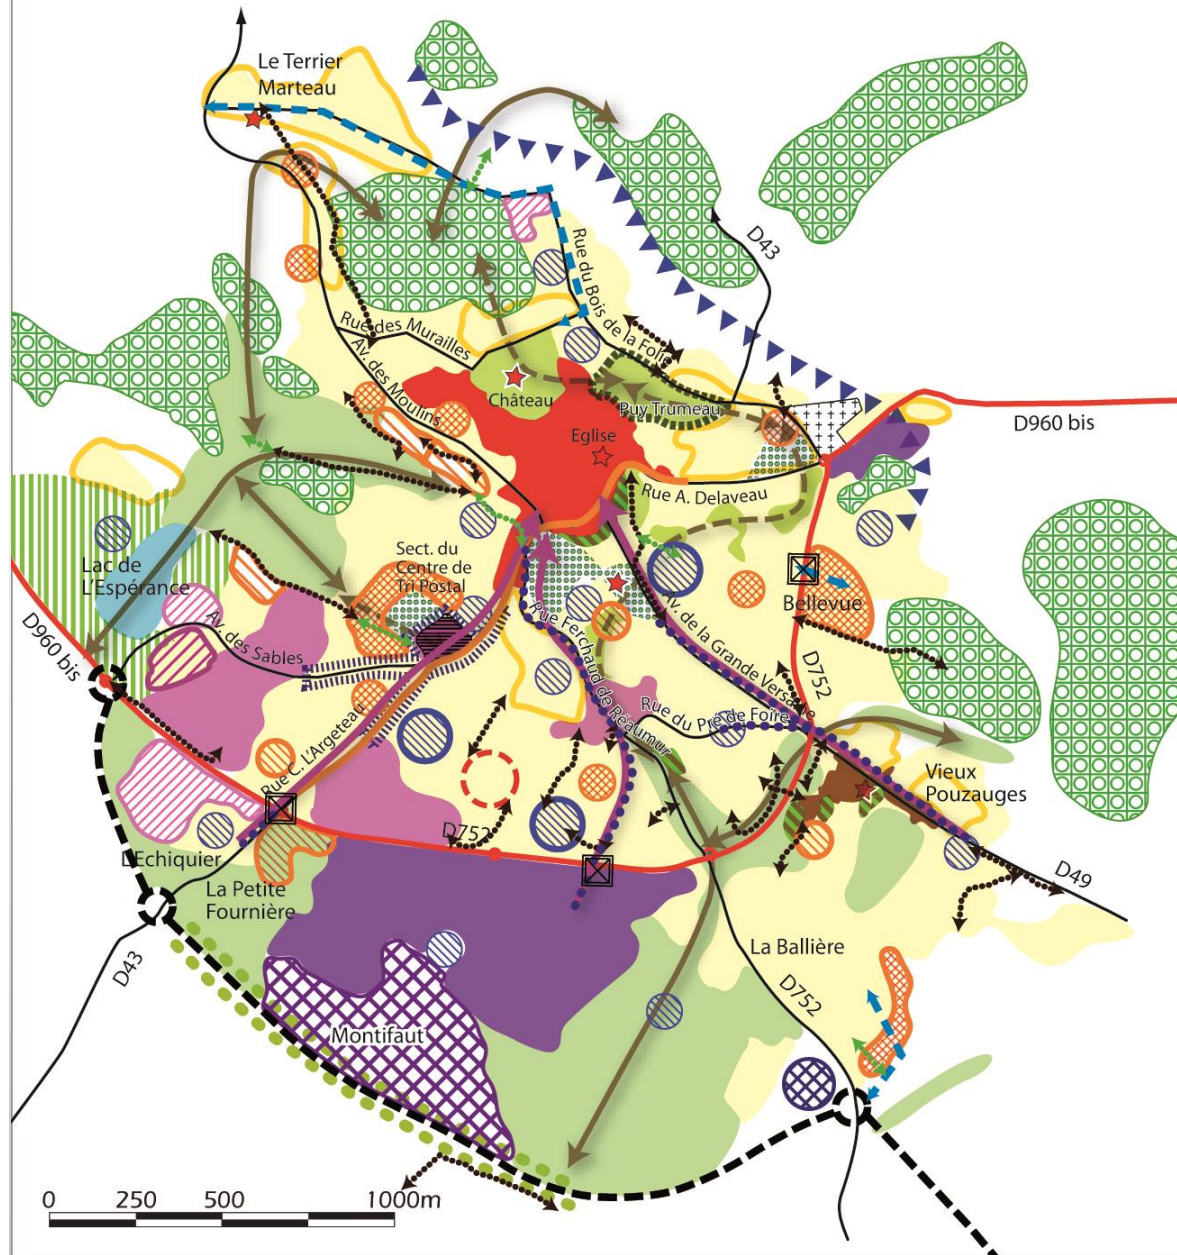 Le Terrier
Marteau
D43
Rue du Bois de la Folie
Rue des Murailles
Av. des Moulins
Château
Puy Trumeau
D960 bis
Eglise
Rue A. Delaveau
Sect. du
Centre de
Tri Postal
Lac de
L'Espérance
Bellevue
Av. des Sables
D960 bis
Rue Ferchaud de Réaumur
Av. de la Grande Versaine
D752
Rue du Pré de Foire
Rue C. L'Argeteau
Vieux
Pouzauges
D752
L'Echiquier
La Petite
Fournière
D49
La Ballière
D43
D752
Montifaut
0 250 500 1000m